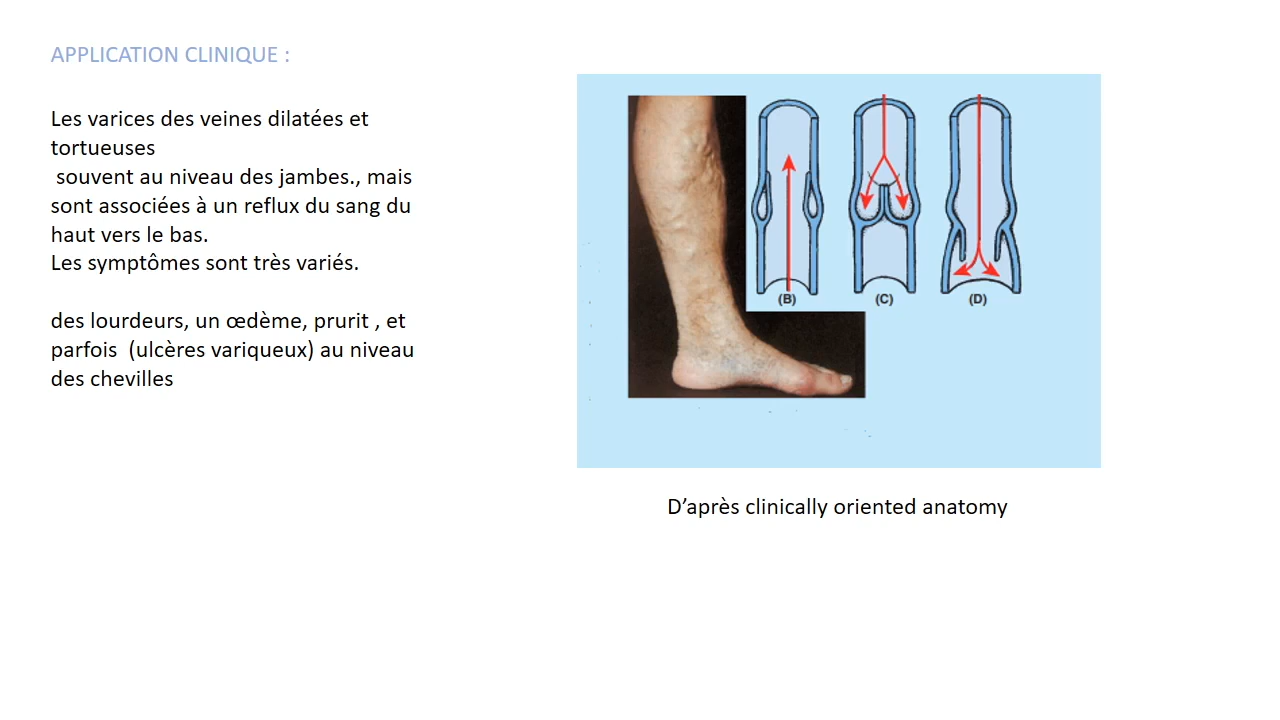 APPLICATION CLINIQUE :
Les varices des veines dilatées et
tortueuses
souvent au niveau des jambes., mais
sont associées à un reflux du sang du
haut vers le bas.
Les symptômes sont très variés.
des lourdeurs, un œdème, prurit , et
parfois  (ulcères variqueux) au niveau
des chevilles
(B) (C) (D)
D’après clinically oriented anatomy